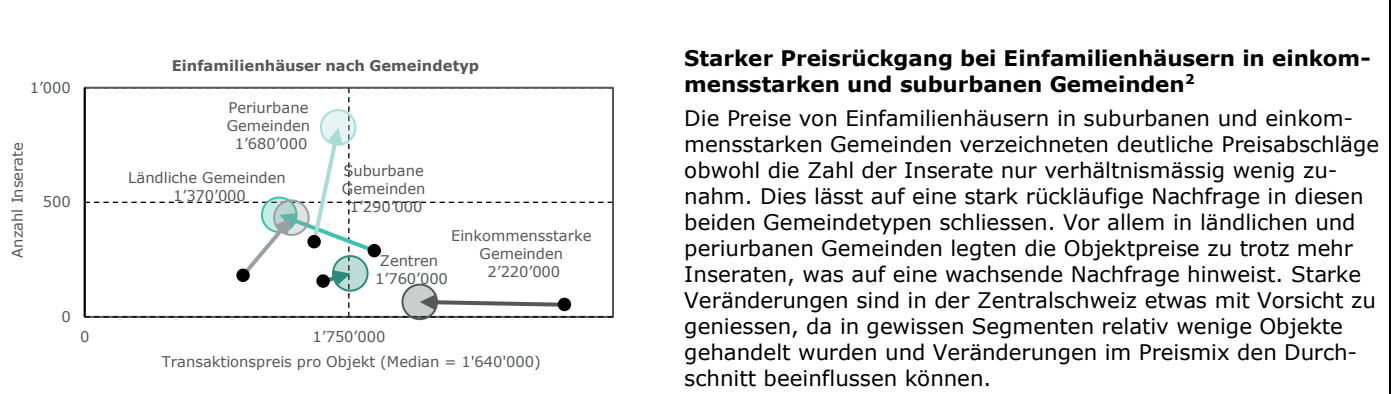 Einfamilienhäuser nach Gemeindetyp
1’000
500
0
Anzahl Inserate
Periurbane
Gemeinden
1’680’000
Ländliche Gemeinden
1’370’000
Suburbane
Gemeinden
1’290’000
Einkommensstarke
Gemeinden
2’220’000
Zentren
1’760’000
0
1’750’000
Transaktionspreis pro Objekt (Median = 1'640'000)
Starker Preisrückgang bei Einfamilienhäusern in einkom-
mensstarken und suburbanen Gemeinden²
Die Preise von Einfamilienhäusern in suburbanen und einkom-
mensstarken Gemeinden verzeichneten deutliche Preisabschläge
obwohl die Zahl der Inserate nur verhältnismässig wenig zu-
nahm. Dies lässt auf eine stark rückläufige Nachfrage in diesen
beiden Gemeindetypen schliessen. Vor allem in ländlichen und
periurbanen Gemeinden legten die Objektpreise zu trotz mehr
Inseraten, was auf eine wachsende Nachfrage hinweist. Starke
Veränderungen sind in der Zentralschweiz etwas mit Vorsicht zu
geniessen, da in gewissen Segmenten relativ wenige Objekte
gehandelt wurden und Veränderungen im Preismix den Durch-
schnitt beeinflussen können.